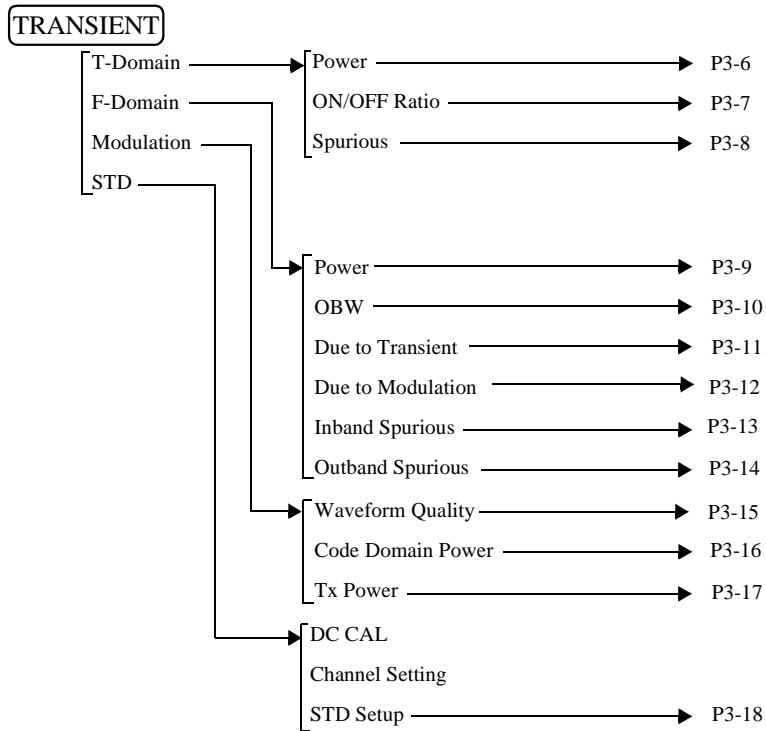 TRANSIENT
T-Domain Power P3-6
F-Domain ON/OFF Ratio P3-7
Modulation Spurious P3-8
STD
Power P3-9
OBW P3-10
Due to Transient P3-11
Due to Modulation P3-12
Inband Spurious P3-13
Outband Spurious P3-14
Waveform Quality P3-15
Code Domain Power P3-16
Tx Power P3-17
DC CAL
Channel Setting
STD Setup P3-18